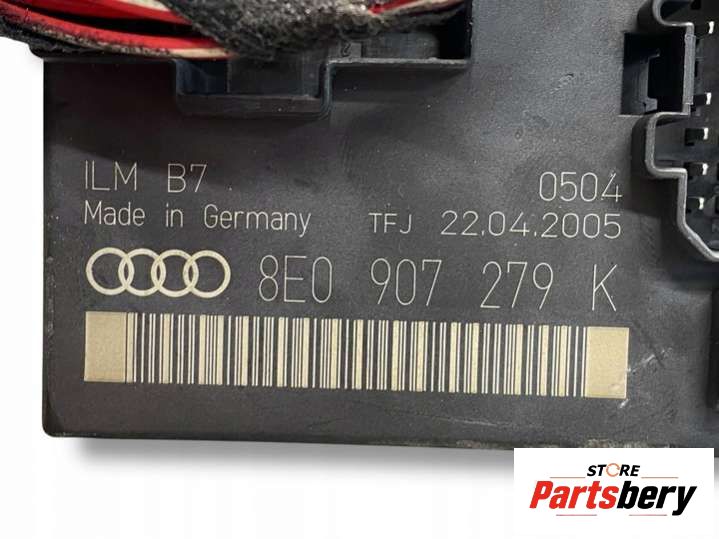 ILM B7 0504
Made in Germany TFJ 22.04.2005
8E0 907 279 K
STORE
Partsbery